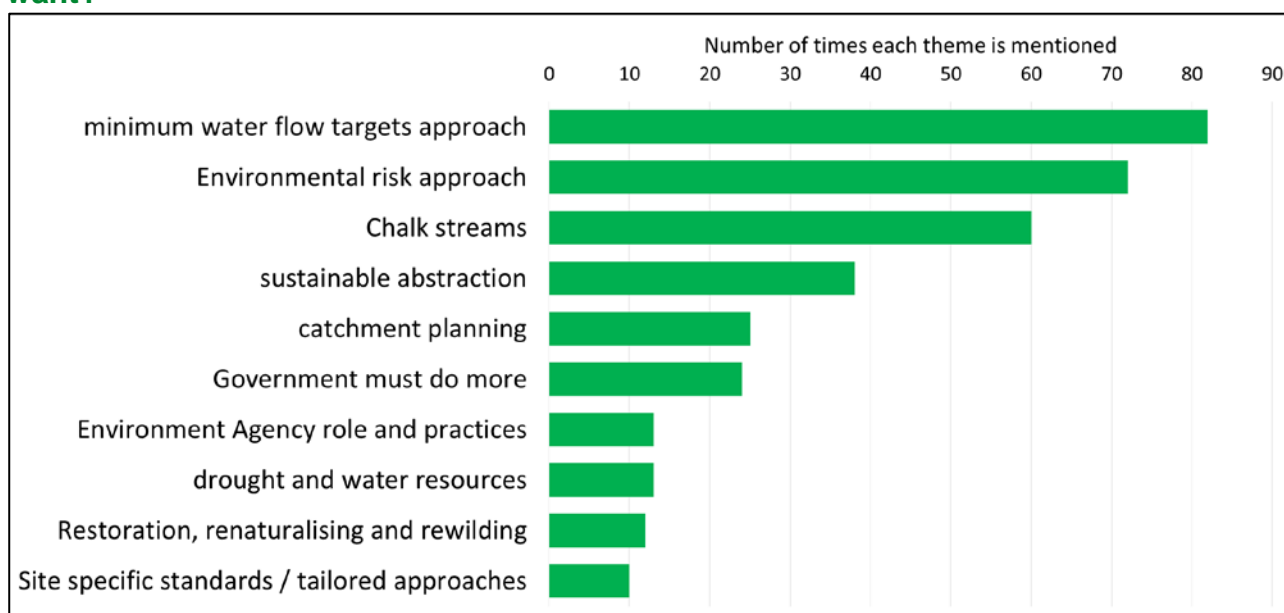 want?
Number of times each theme is mentioned
0 10 20 30 40 50 60 70 80 90
minimum water flow targets approach
Environmental risk approach
Chalk streams
sustainable abstraction
catchment planning
Government must do more
Environment Agency role and practices
drought and water resources
Restoration, renaturalising and rewilding
Site specific standards / tailored approaches